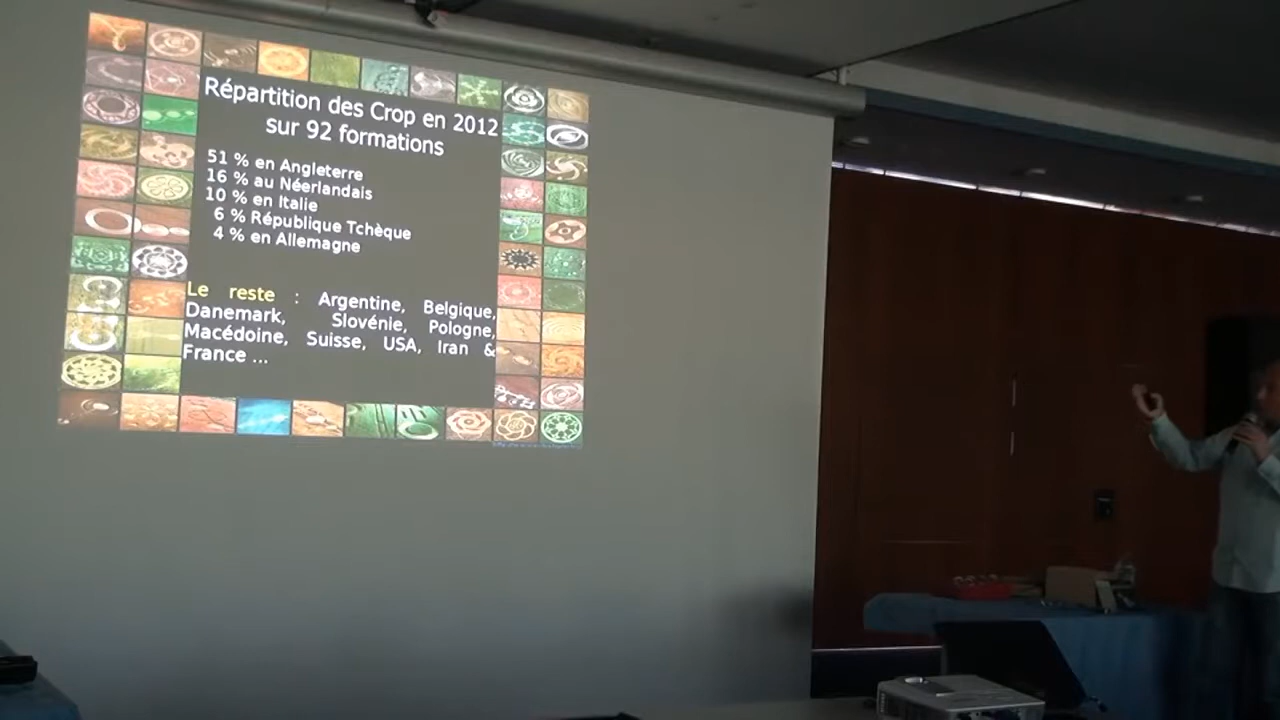 Répartition des Crop en 2012
sur 92 formations
51 % en Angleterre
16 % au Néerlandais
10 % en Italie
6 % République Tchèque
4 % en Allemagne
Le reste : Argentine, Belgique,
Danemark, Slovénie, Pologne,
Macédoine, Suisse, USA, Iran &
France ...